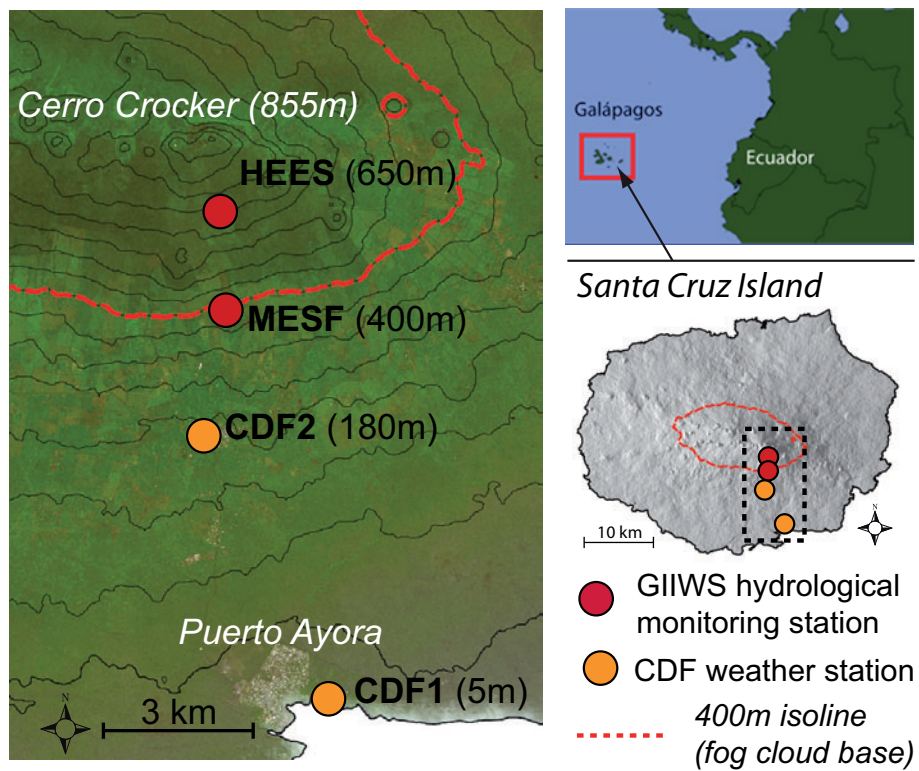 Cerro Crocker (855m)
HEES (650m)
MESF (400m)
CDF2 (180m)
Puerto Ayora
CDF1 (5m)
N
3 km
Galápagos
Ecuador
Santa Cruz Island
10 km
N
GIIWS hydrological
monitoring station
CDF weather station
400m isoline
(fog cloud base)